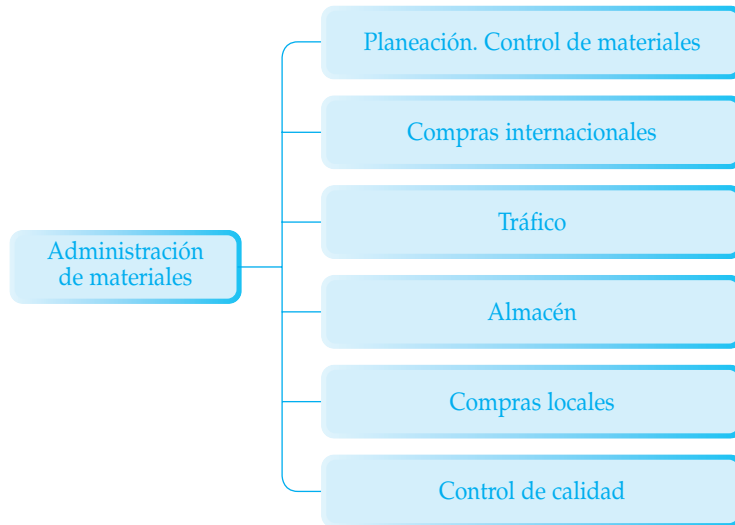 Planeación. Control de materiales
Compras internacionales
Tráfico
Administración
de materiales
Almacén
Compras locales
Control de calidad